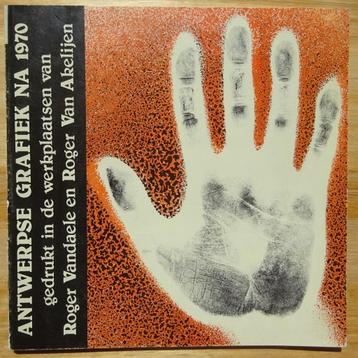 ANTWERPSE GRAFIEK NA 1970
gedrukt in de werkplaatsen van
Roger Vandaele en Roger Van Akelijen